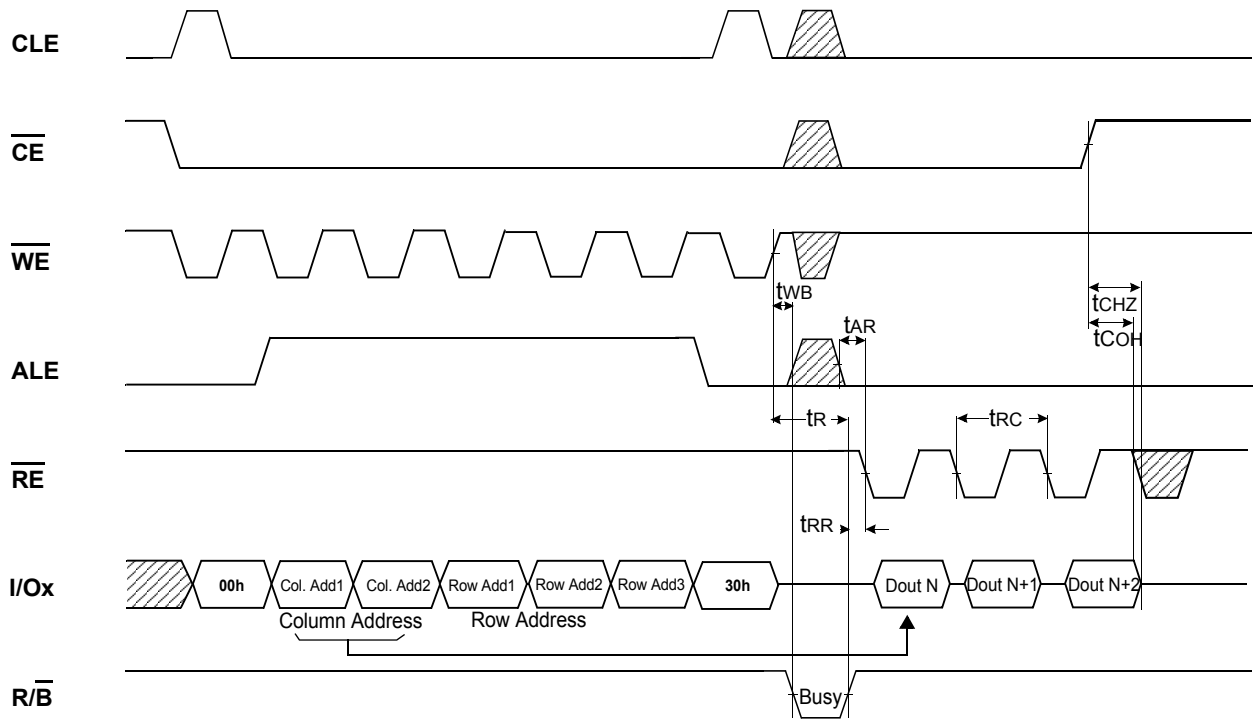 CLE
CE
WE
tWB
tCHZ
tAR
tCOH
ALE
tR
tRC
RE
tRR
I/Ox
00h
Col. Add1
Col. Add2
Row Add1
Row Add2
Row Add3
30h
Dout N
Dout N+1
Dout N+2
Column Address
Row Address
R/B
Busy